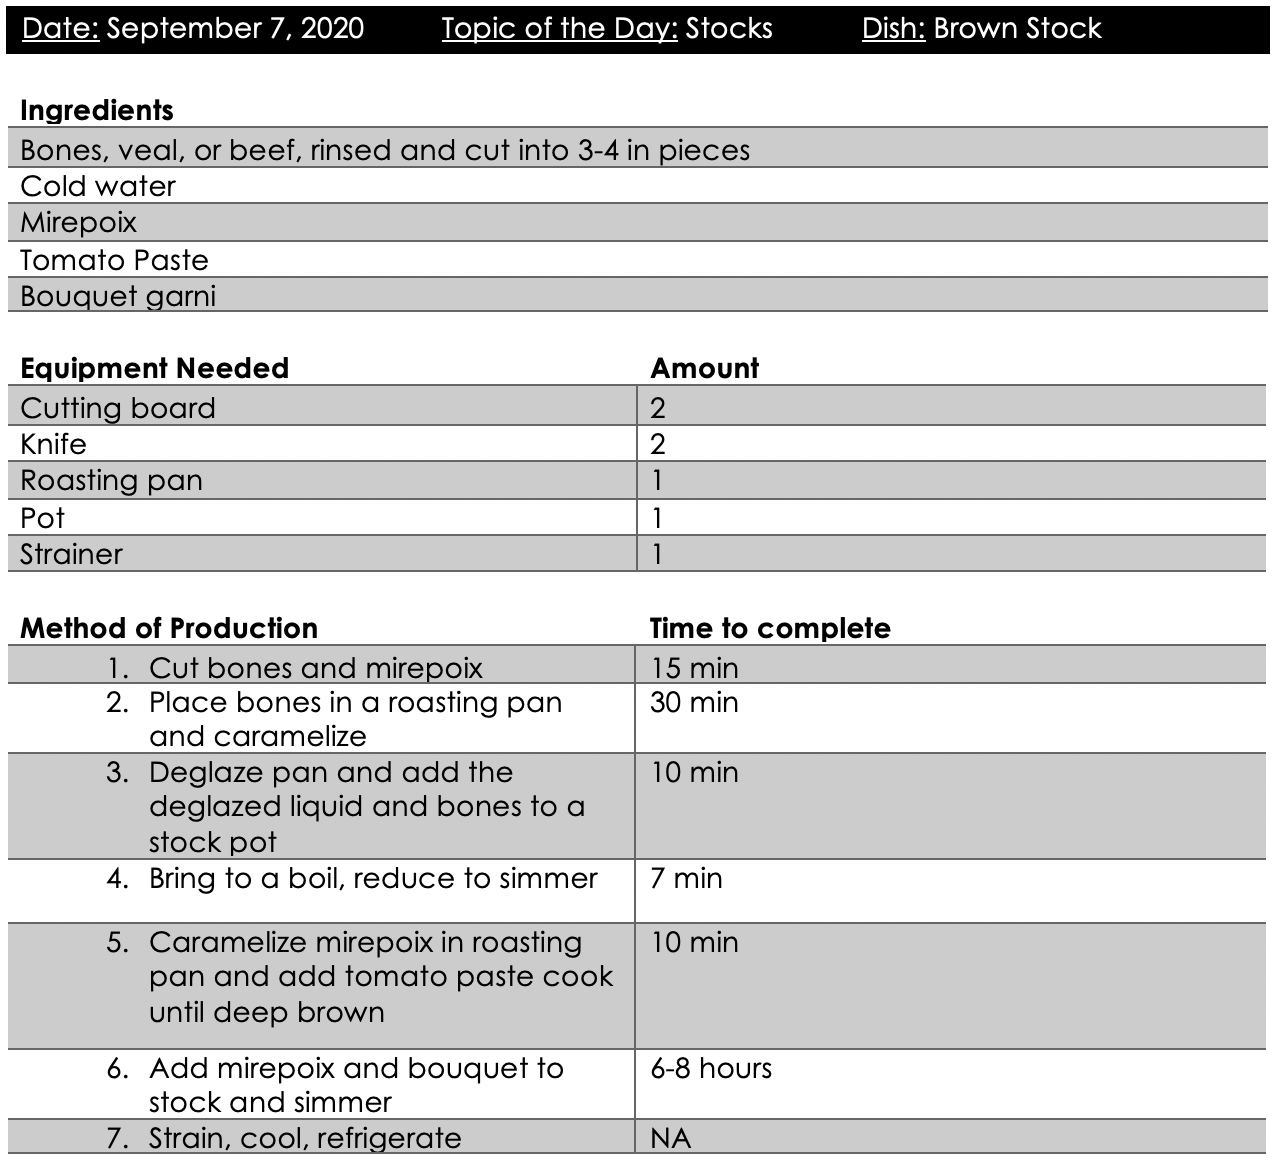 Date: September 7, 2020 Topic of the Day: Stocks Dish: Brown Stock
Ingredients
Bones, veal, or beef, rinsed and cut into 3-4 in pieces
Cold water
Mirepoix
Tomato Paste
Bouquet garni
Equipment Needed Amount
Cutting board 2
Knife 2
Roasting pan 1
Pot 1
Strainer 1
Method of Production Time to complete
1. Cut bones and mirepoix 15 min
2. Place bones in a roasting pan 30 min
and caramelize
3. Deglaze pan and add the 10 min
deglazed liquid and bones to a
stock pot
4. Bring to a boil, reduce to simmer 7 min
5. Caramelize mirepoix in roasting 10 min
pan and add tomato paste cook
until deep brown
6. Add mirepoix and bouquet to 6-8 hours
stock and simmer
7. Strain, cool, refrigerate NA